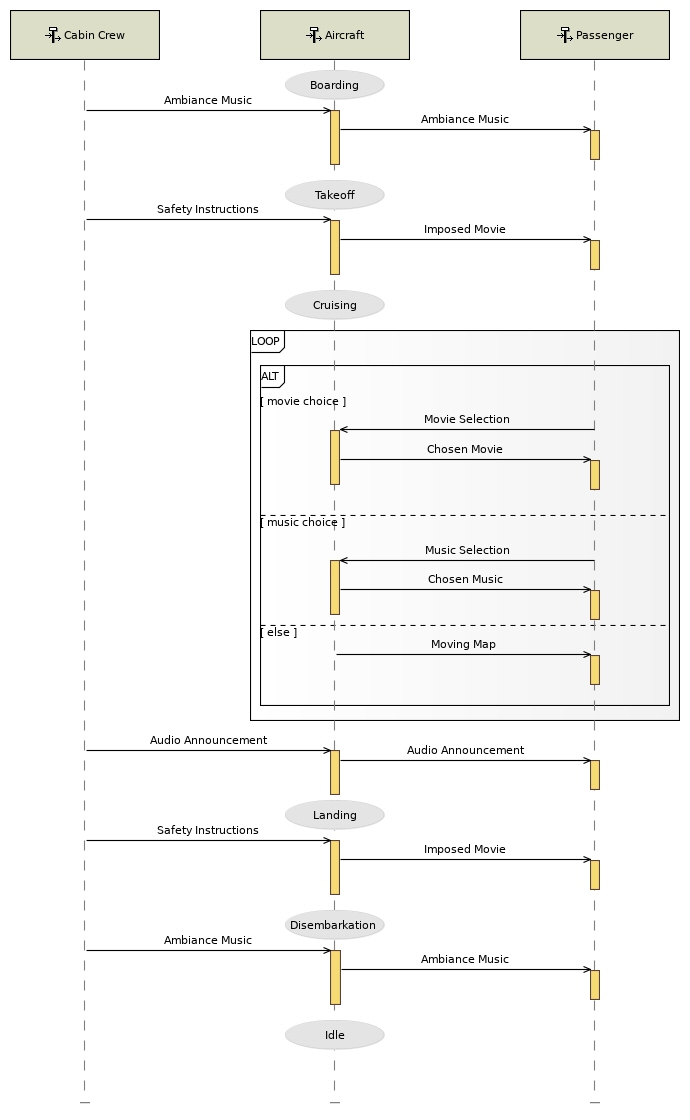 Cabin Crew
Aircraft
Passenger
Boarding
Ambiance Music
Ambiance Music
Takeoff
Safety Instructions
Imposed Movie
Cruising
LOOP
ALT
[ movie choice ]
Movie Selection
Chosen Movie
[ music choice ]
Music Selection
Chosen Music
[ else ]
Moving Map
Audio Announcement
Audio Announcement
Landing
Safety Instructions
Imposed Movie
Disembarkation
Ambiance Music
Ambiance Music
Idle